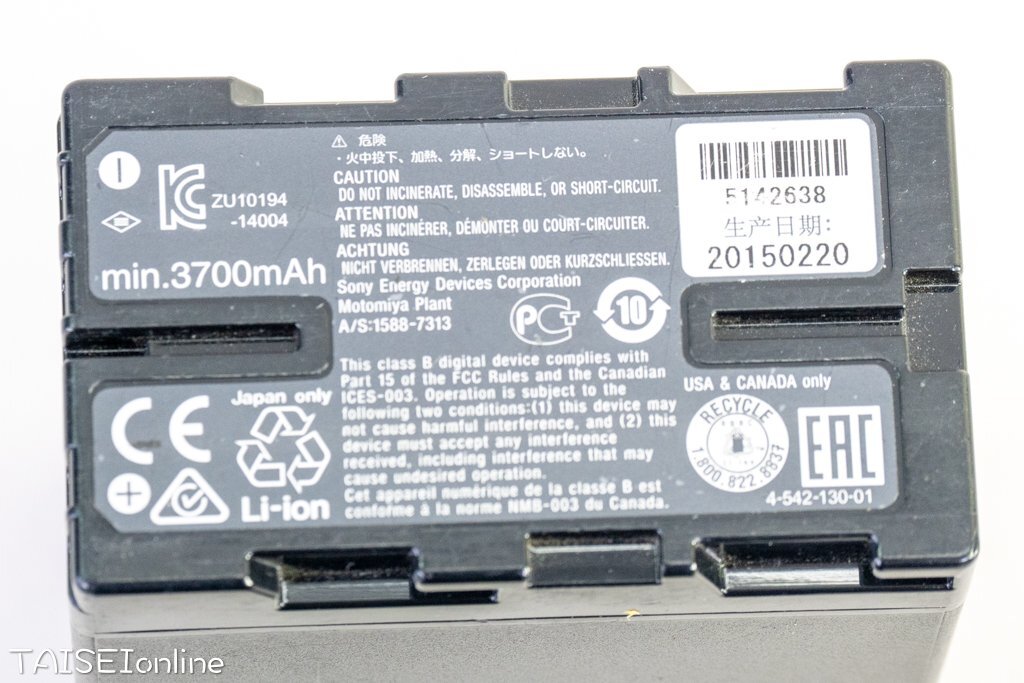 ZU10194
-14004
min.3700mAh
⚠ 危険
・火中投下、加熱、分解、ショートしない。
CAUTION
DO NOT INCINERATE, DISASSEMBLE, OR SHORT-CIRCUIT.
ATTENTION
NE PAS INCINÉRER, DÉMONTER OU COURT-CIRCUITER.
ACHTUNG
NICHT VERBRENNEN, ZERLEGEN ODER KURZSCHLIESSEN.
Sony Energy Devices Corporation
Motomiya Plant
A/S:1588-7313
PCT
10
5142638
生产日期:
20150220
CE
Japan only
Li-ion
This class B digital device complies with
Part 15 of the FCC Rules and the Canadian
ICES-003. Operation is subject to the
following two conditions:(1) this device may
not cause harmful interference, and (2) this
device must accept any interference
received, including interference that may
cause undesired operation.
Cet appareil numérique de la classe B est
conforme à la norme NMB-003 du Canada.
USA & CANADA only
RECYCLE
1.800.822.8837
EAC
4-542-130-01
TAISEIonline